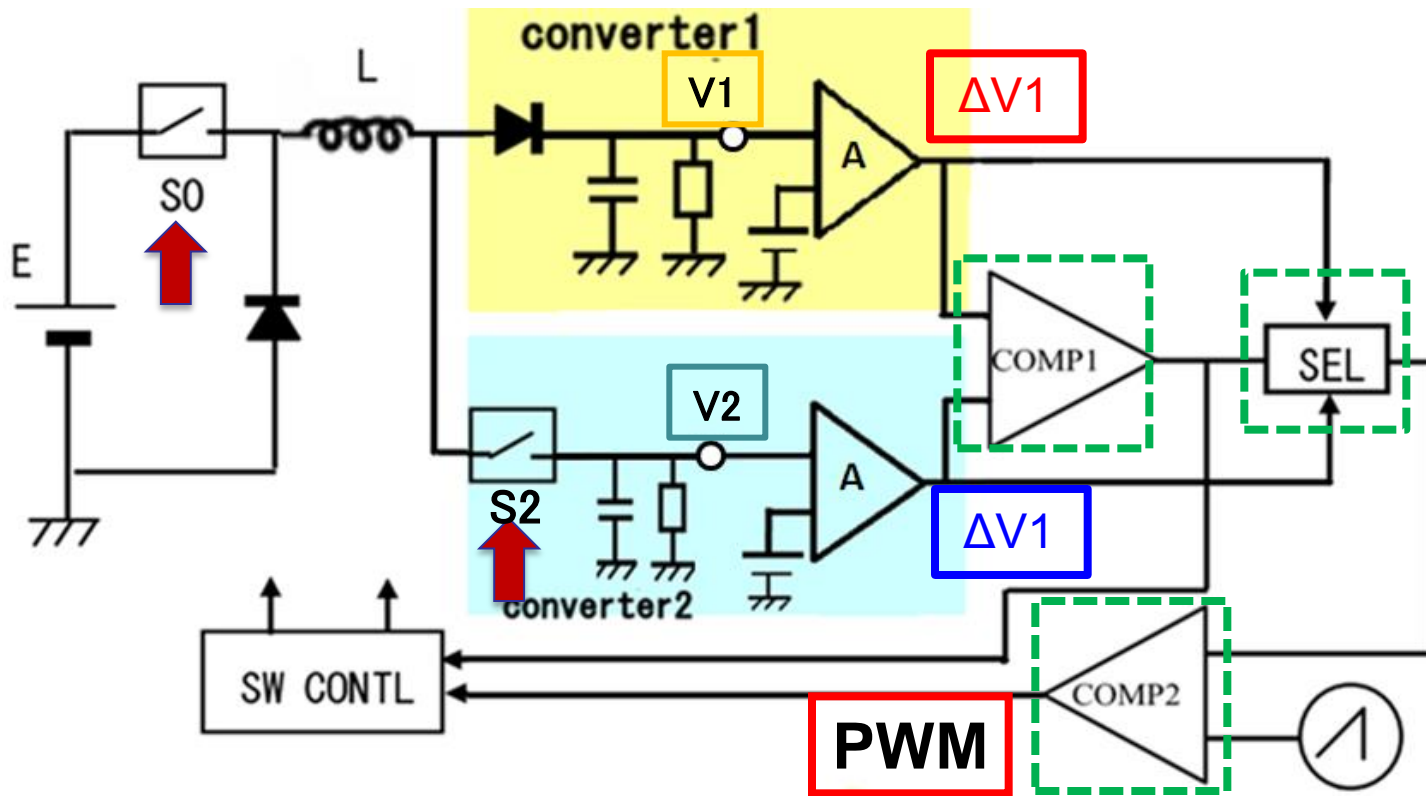 converter1
L
V1
ΔV1
A
S0
E
COMP1
SEL
V2
A
S2
ΔV1
converter2
SW CONTL
COMP2
PWM